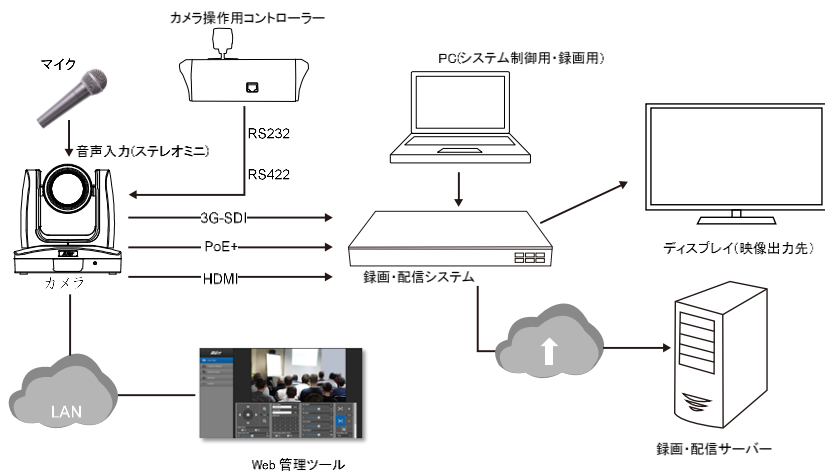 カメラ操作用コントローラー
マイク
PC(システム制御用・録画用)
RS232
音声入力(ステレオミニ)
RS422
3G-SDI
PoE+
HDMI
カメラ
録画・配信システム
ディスプレイ(映像出力先)
LAN
録画・配信サーバー
Web 管理ツール